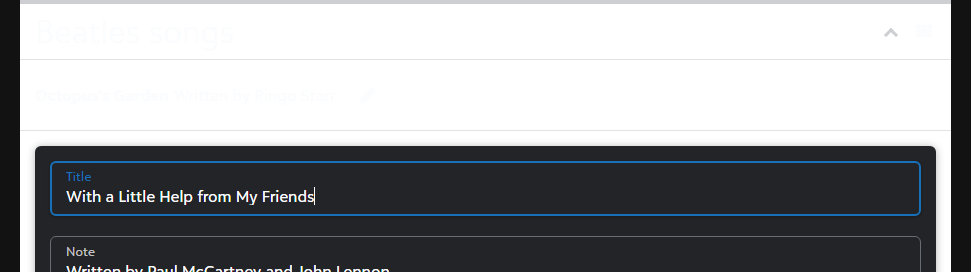 Beatles songs
Octopus's Garden Written by Ringo Starr
Title
With a Little Help from My Friends
Note
Written by Paul McCartney and John Lennon